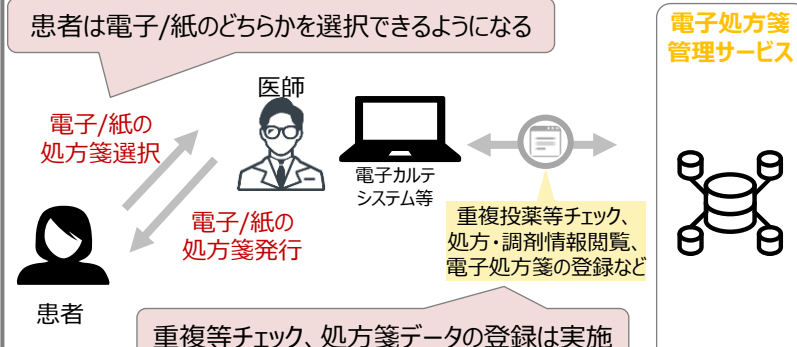 患者は電子/紙のどちらかを選択できるようになる
電子処方箋
管理サービス
医師
電子/紙の
処方箋選択
電子カルテ
システム等
電子/紙の
処方箋発行
重複投薬等チェック、
処方・調剤情報閲覧、
電子処方箋の登録など
患者
重複等チェック、処方箋データの登録は実施